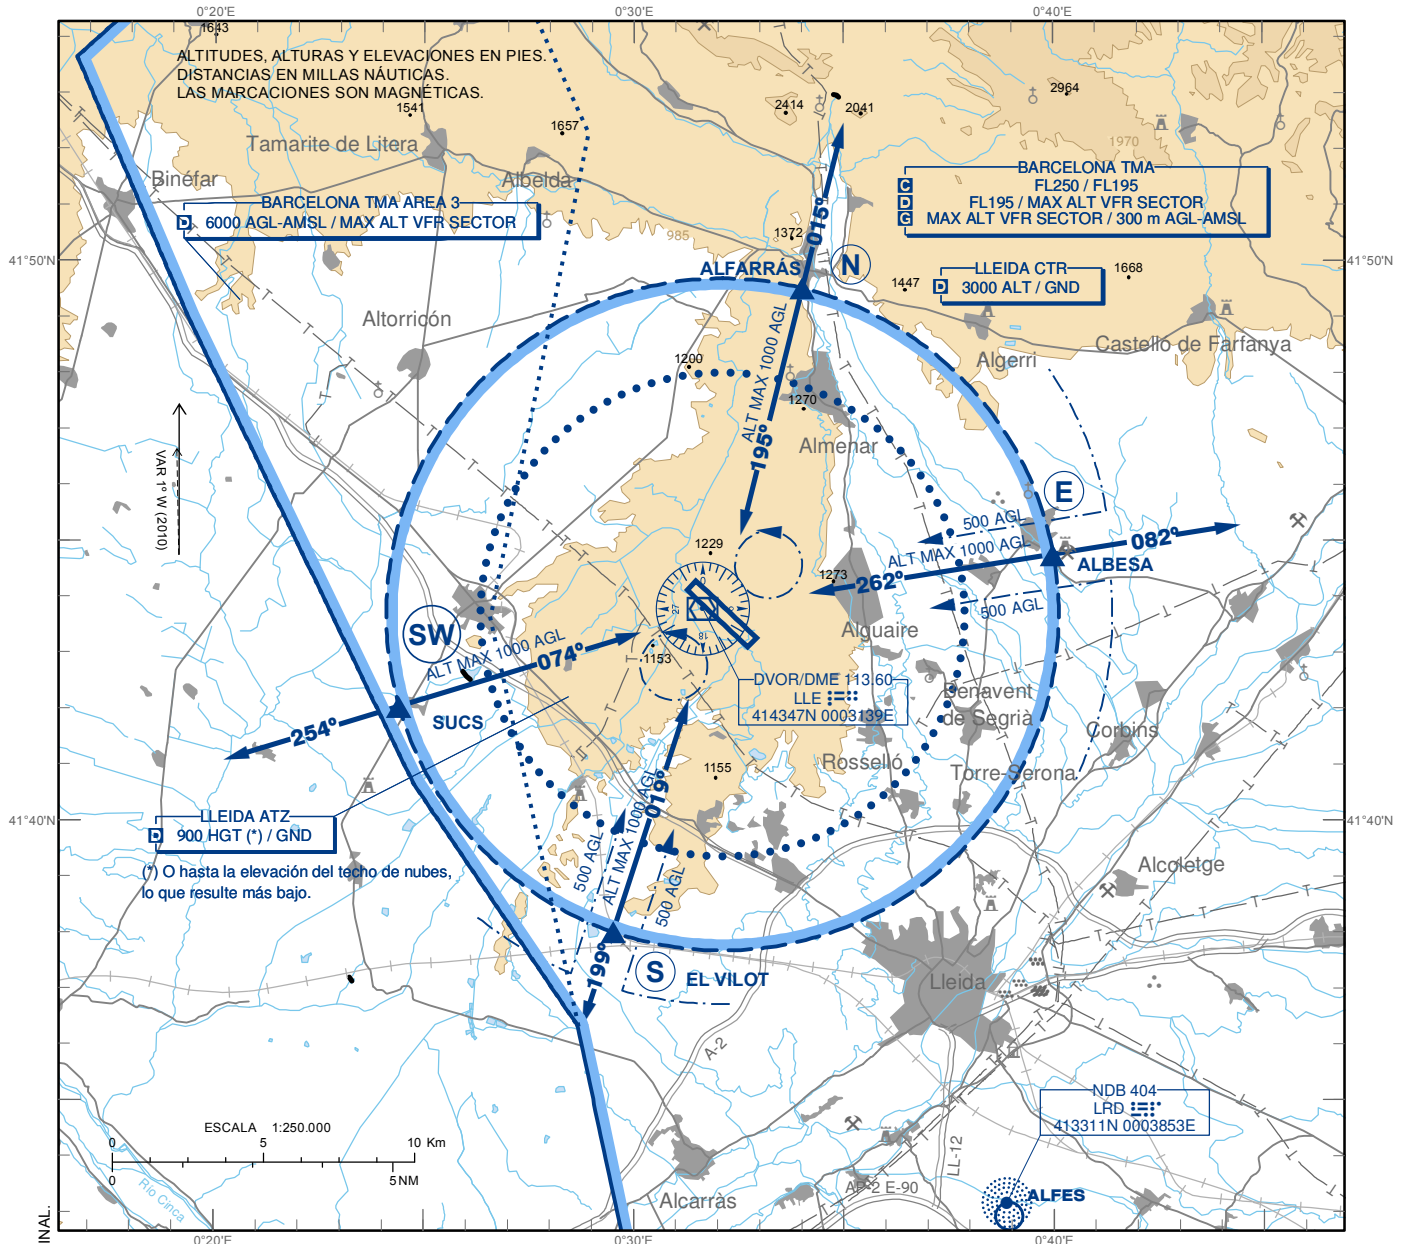 0°20'E
0°30'E
0°40'E
1643
ALTITUDES, ALTURAS Y ELEVACIONES EN PIES.
DISTANCIAS EN MILLAS NÁUTICAS.
LAS MARCACIONES SON MAGNÉTICAS.
1541
1657
2414
2041
2964
1970
Tamarite de Litera
Binéfar
Albelda
BARCELONA TMA AREA 3
D 6000 AGL-AMSL / MAX ALT VFR SECTOR
BARCELONA TMA
C FL250 / FL195
D FL195 / MAX ALT VFR SECTOR
G MAX ALT VFR SECTOR / 300 m AGL-AMSL
015°
985
1372
41°50'N
ALFARRÁS
N
1447
LLEIDA CTR
D 3000 ALT / GND
1668
41°50'N
Altorricón
Algerri
Castello de Farfanya
ALT MAX 1000 AGL
1200
1270
195°
Almenar
VAR 1° W (2010)
E
500 AGL
ALT MAX 1000 AGL
082°
ALBESA
262°
500 AGL
1229
1273
0
27
18
Alguaire
SW
ALT MAX 1000 AGL
074°
1153
254°
SUCS
DVOR/DME 113.60
LLE
414347N 0003139E
Benavent
de Segrià
Corbins
Rosselló
Torre-Serona
1155
LLEIDA ATZ
D 900 HGT (*) / GND
(*) O hasta la elevación del techo de nubes,
lo que resulte más bajo.
41°40'N
41°40'N
019°
500 AGL
ALT MAX 1000 AGL
500 AGL
Alcoletge
199°
S
EL VILOT
Lleida
A-2
NDB 404
LRD
413311N 0003853E
ESCALA 1:250.000
0 5 10 Km
0 5 NM
LL-12
AP-2 E-90
Alcarràs
ALFES
Río Cinca
INAL.
0°20'E
0°30'E
0°40'E